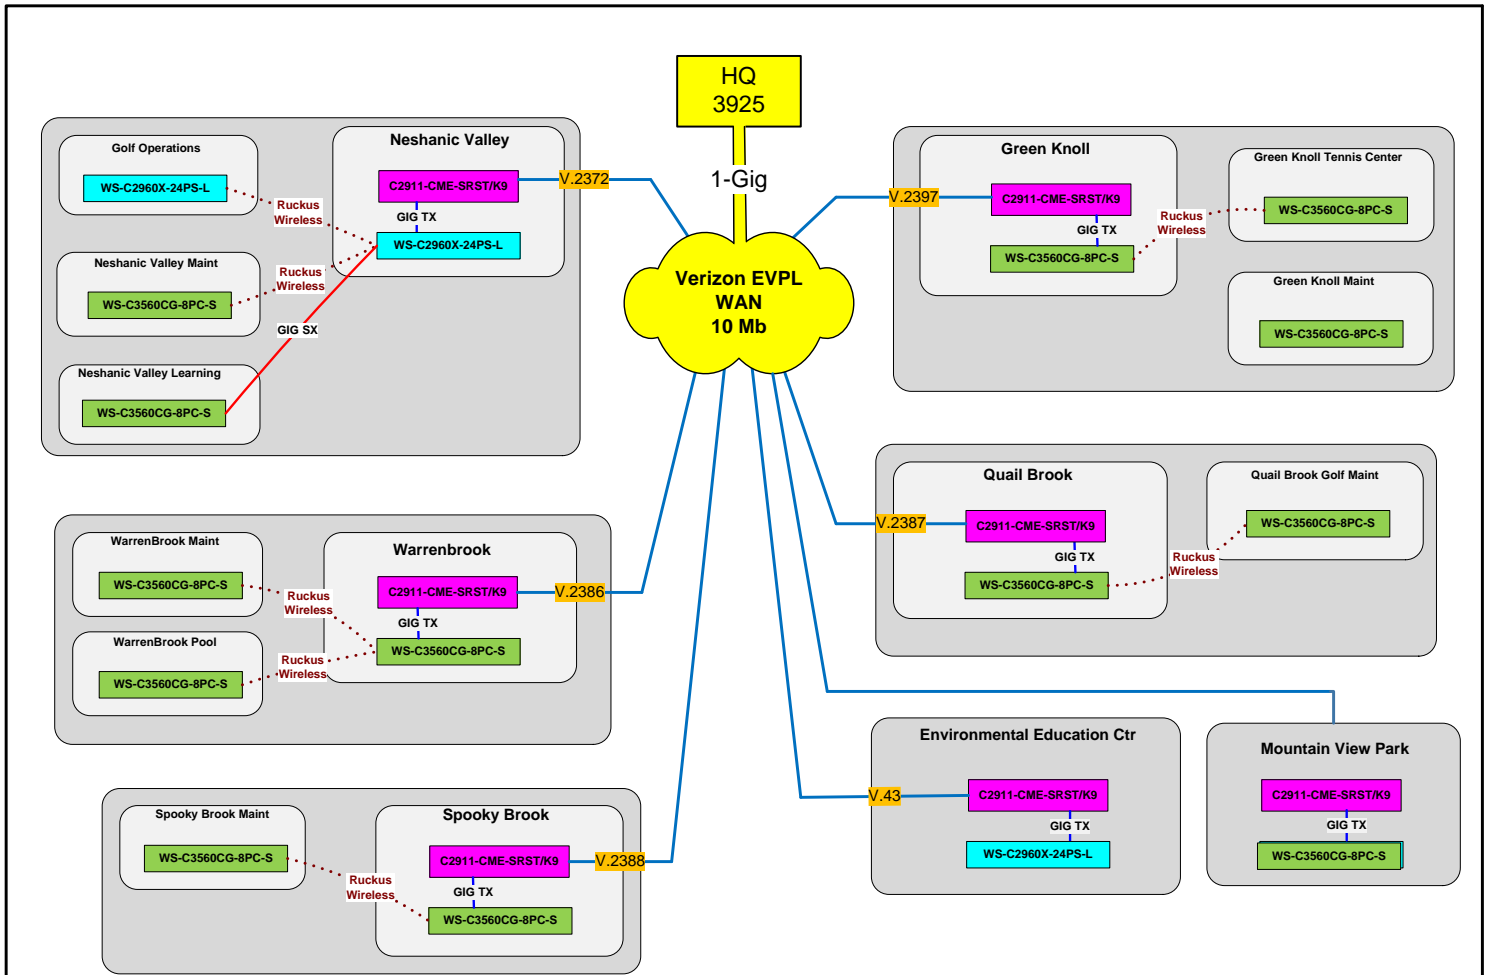 HQ
3925
1-Gig
Verizon EVPL
WAN
10 Mb
Neshanic Valley
Golf Operations
WS-C2960X-24PS-L
C2911-CME-SRST/K9
V.2372
Ruckus
Wireless
GIG TX
WS-C2960X-24PS-L
Neshanic Valley Maint
Ruckus
Wireless
WS-C3560CG-8PC-S
GIG SX
Neshanic Valley Learning
WS-C3560CG-8PC-S
Green Knoll
Green Knoll Tennis Center
V.2397
C2911-CME-SRST/K9
WS-C3560CG-8PC-S
Ruckus
Wireless
GIG TX
WS-C3560CG-8PC-S
Green Knoll Maint
WS-C3560CG-8PC-S
Quail Brook
Quail Brook Golf Maint
V.2387
C2911-CME-SRST/K9
WS-C3560CG-8PC-S
GIG TX
Ruckus
Wireless
WS-C3560CG-8PC-S
WarrenBrook Maint
Warrenbrook
WS-C3560CG-8PC-S
C2911-CME-SRST/K9
V.2386
Ruckus
Wireless
GIG TX
WarrenBrook Pool
WS-C3560CG-8PC-S
Ruckus
Wireless
WS-C3560CG-8PC-S
Environmental Education Ctr
V.43
C2911-CME-SRST/K9
GIG TX
WS-C2960X-24PS-L
Mountain View Park
C2911-CME-SRST/K9
GIG TX
WS-C3560CG-8PC-S
Spooky Brook Maint
Spooky Brook
WS-C3560CG-8PC-S
C2911-CME-SRST/K9
V.2388
Ruckus
Wireless
GIG TX
WS-C3560CG-8PC-S